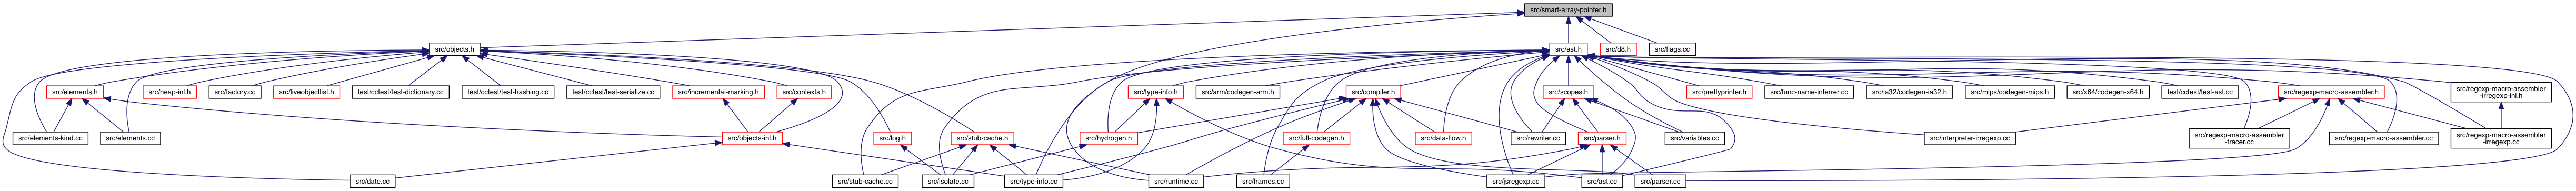 src/smart-array-pointer.h
src/objects.h
src/ast.h
src/d8.h
src/flags.cc
src/elements.h
src/heap-inl.h
src/factory.cc
src/liveobjectlist.h
test/cctest/test-dictionary.cc
test/cctest/test-hashing.cc
test/cctest/test-serialize.cc
src/incremental-marking.h
src/contexts.h
src/type-info.h
src/arm/codegen-arm.h
src/compiler.h
src/scopes.h
src/prettyprinter.h
src/func-name-inferrer.cc
src/ia32/codegen-ia32.h
src/mips/codegen-mips.h
src/x64/codegen-x64.h
test/cctest/test-ast.cc
src/regexp-macro-assembler.h
src/regexp-macro-assembler
-irregexp-inl.h
src/elements-kind.cc
src/elements.cc
src/objects-inl.h
src/log.h
src/stub-cache.h
src/hydrogen.h
src/full-codegen.h
src/data-flow.h
src/rewriter.cc
src/parser.h
src/variables.cc
src/interpreter-irregexp.cc
src/regexp-macro-assembler
-tracer.cc
src/regexp-macro-assembler.cc
src/regexp-macro-assembler
-irregexp.cc
src/date.cc
src/stub-cache.cc
src/isolate.cc
src/type-info.cc
src/runtime.cc
src/frames.cc
src/jsregexp.cc
src/ast.cc
src/parser.cc